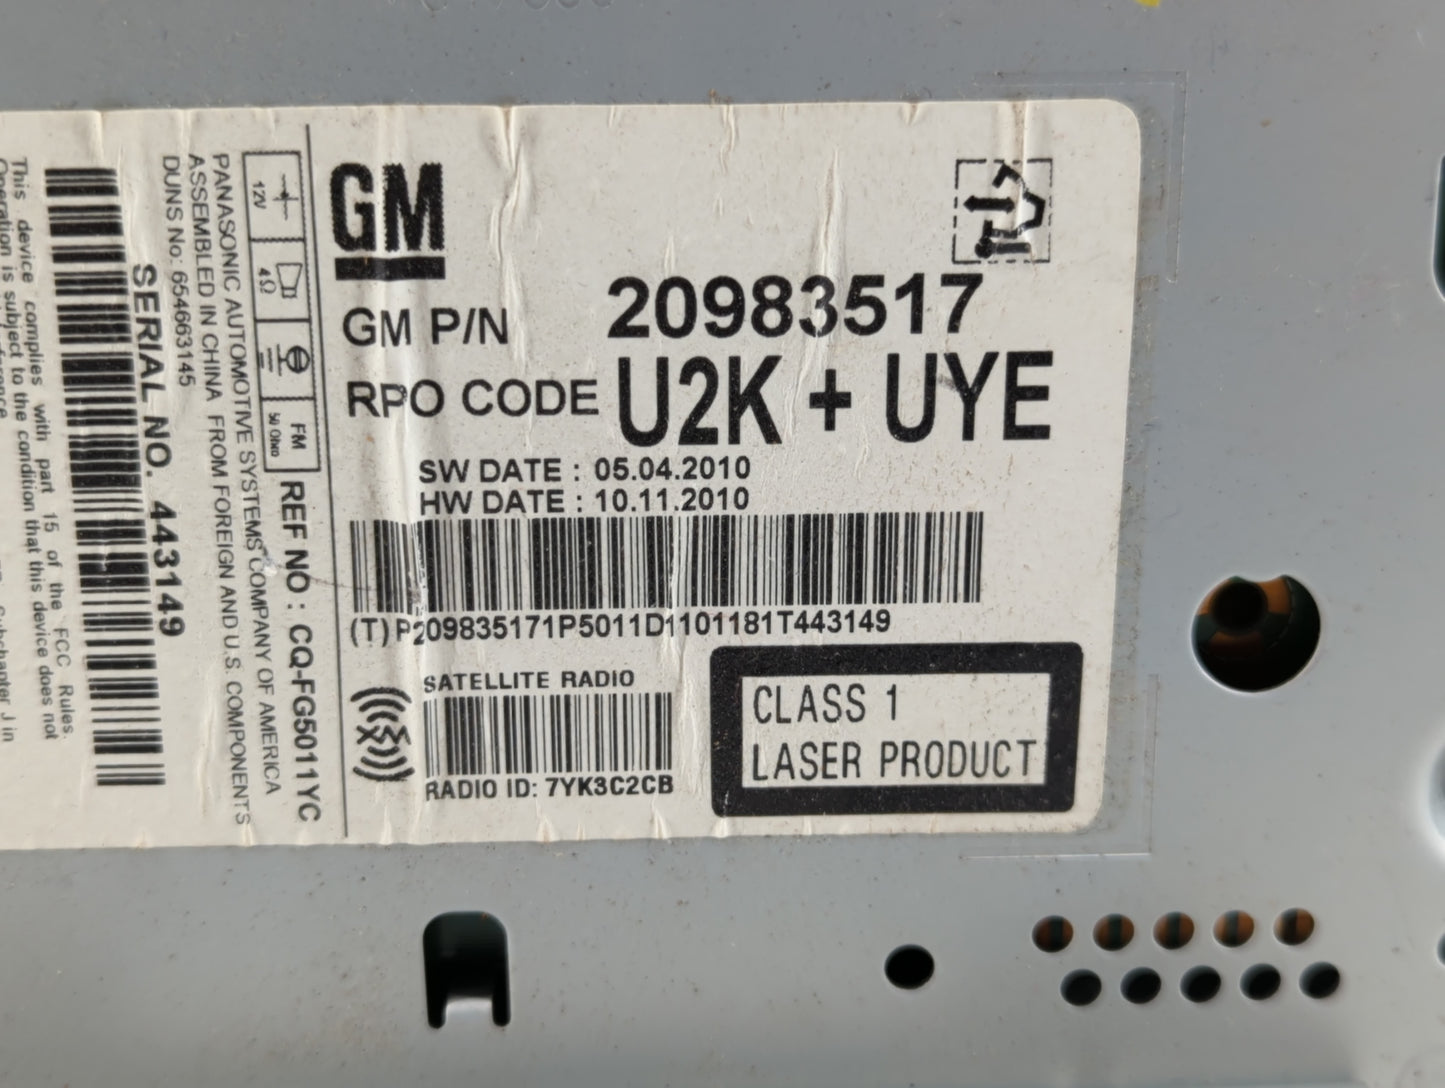 GM
GM P/N 20983517
RPO CODE U2K + UYE
SW DATE : 05.04.2010
HW DATE : 10.11.2010
(T)P209835171P5011D1101181T443149
SATELLITE RADIO
RADIO ID: 7YK3C2CB
CLASS 1
LASER PRODUCT
12V
4Ω
FM
50 OHMO
REF NO : CQ-FG5011YC
PANASONIC AUTOMOTIVE SYSTEMS COMPANY OF AMERICA
ASSEMBLED IN CHINA FROM FOREIGN AND U.S. COMPONENTS
DUNS No: 654663145
SERIAL NO. 443149
This device complies with part 15 of the FCC Rules.
Operation is subject to the condition that this device does not